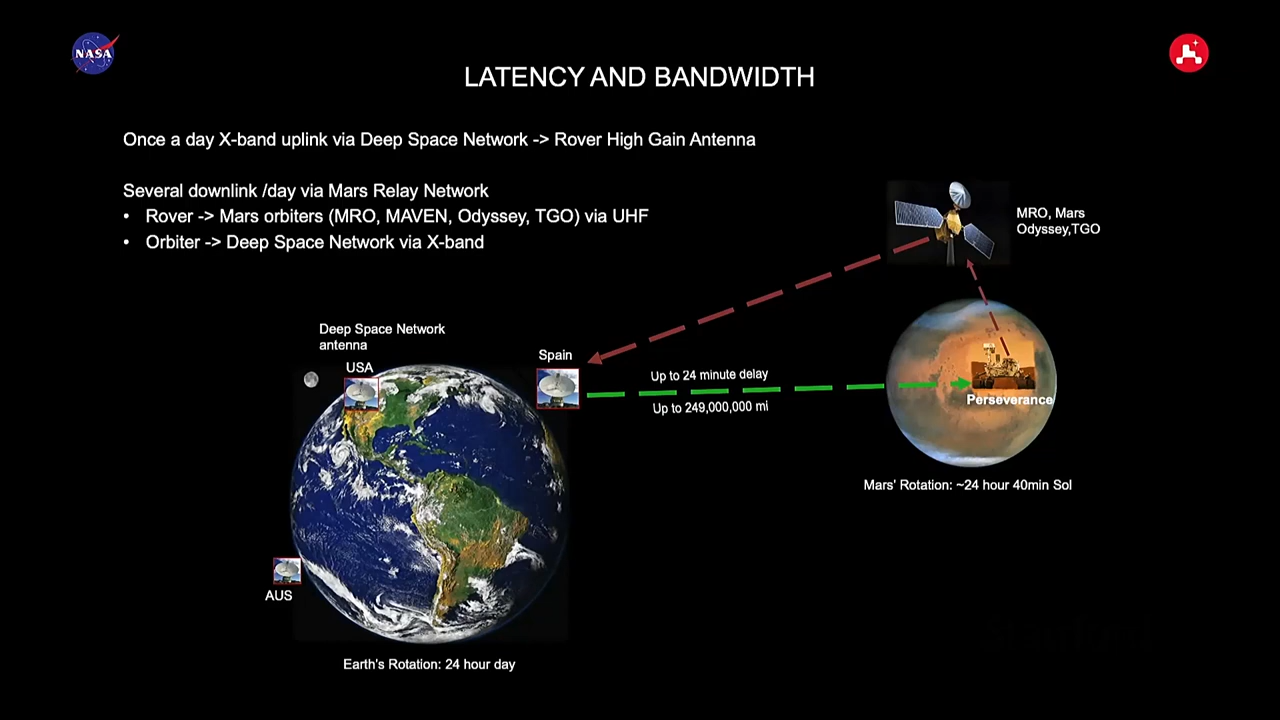 NASA
LATENCY AND BANDWIDTH
Once a day X-band uplink via Deep Space Network -> Rover High Gain Antenna
Several downlink /day via Mars Relay Network
• Rover -> Mars orbiters (MRO, MAVEN, Odyssey, TGO) via UHF
• Orbiter -> Deep Space Network via X-band
MRO, Mars
Odyssey,TGO
Deep Space Network
antenna
USA
Spain
Up to 24 minute delay
Up to 249,000,000 mi
Perseverance
Mars' Rotation: ~24 hour 40min Sol
AUS
Earth's Rotation: 24 hour day